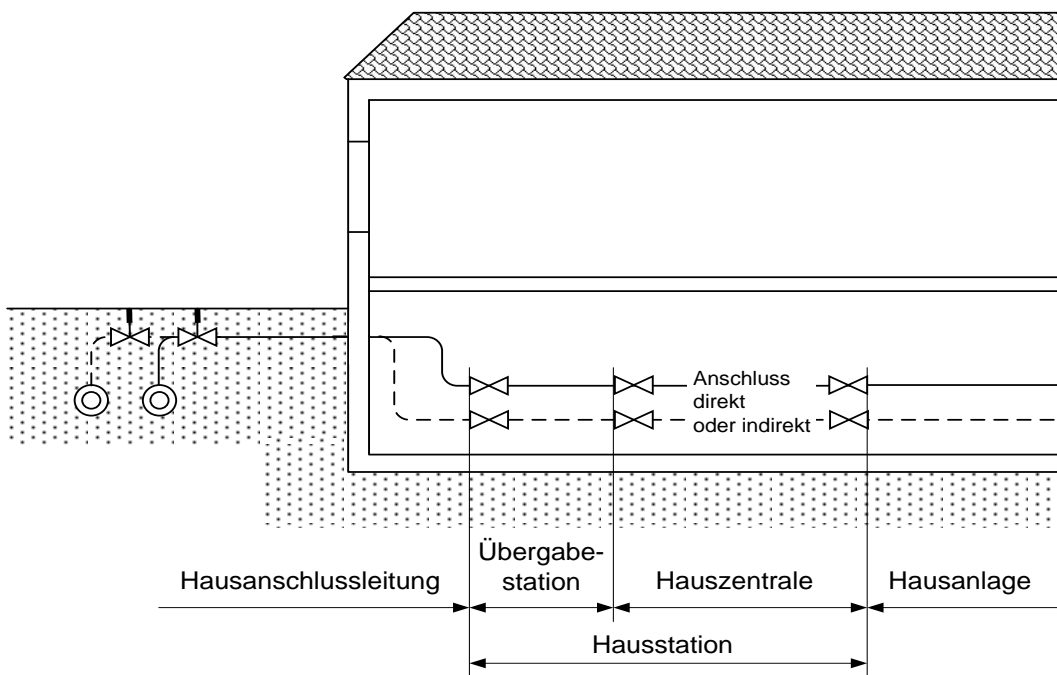 Anschluss
direkt
oder indirekt
Übergabe-
station
Hausanschlussleitung
Hauszentrale
Hausanlage
Hausstation